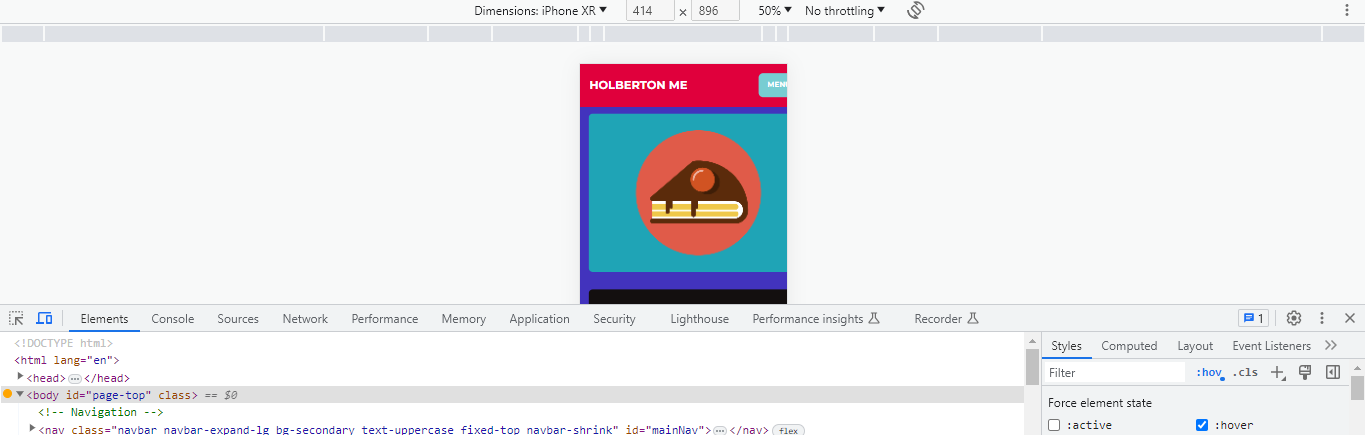 Dimensions: iPhone XR ▼ 414 × 896 50% ▼ No throttling ▼
HOLBERTON ME MENU
Elements Console Sources Network Performance Memory Application Security Lighthouse Performance insights Recorder 1
<!DOCTYPE html>
<html lang="en">
<head>…</head>
<body id="page-top" class> == $0
<!-- Navigation -->
<nav class="navbar navbar-expand-lg bg-secondary text-uppercase fixed-top navbar-shrink" id="mainNav">…</nav> flex
Styles Computed Layout Event Listeners
Filter :hov .cls
Force element state
:active :hover